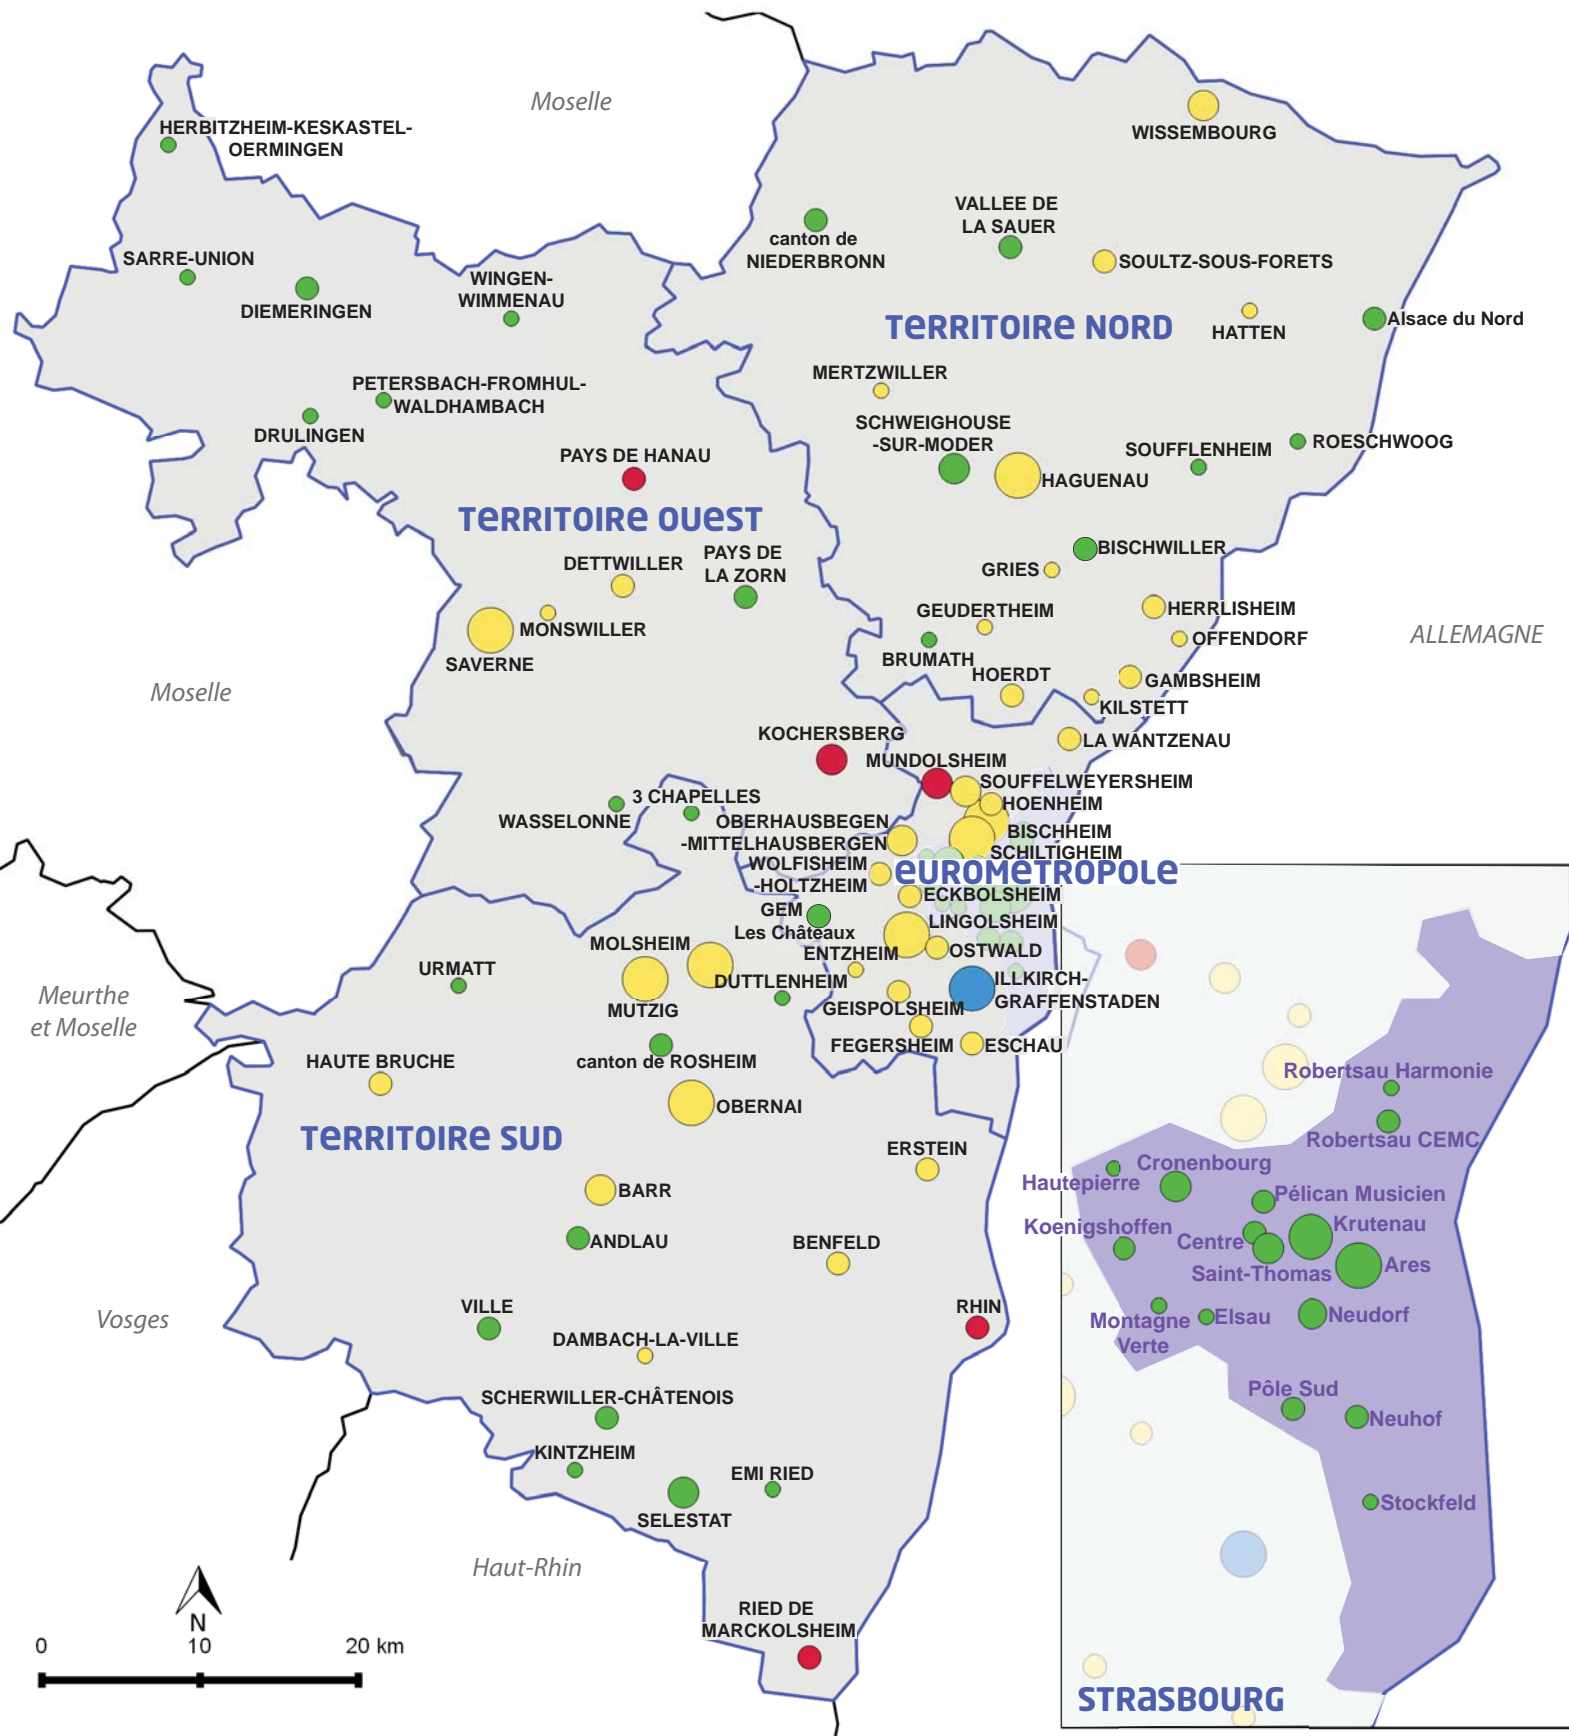 Moselle
HERBITZHEIM-KESKASTEL-
OERMINGEN
WISSEMBOURG
VALLEE DE
LA SAUER
canton de
NIEDERBRONN
SOULTZ-SOUS-FORETS
SARRE-UNION
DIEMERINGEN
WINGEN-
WIMMENAU
TERRITOIRE NORD
HATTEN
Alsace du Nord
MERTZWILLER
PETERSBACH-FROMHUL-
WALDHAMBACH
DRULINGEN
SCHWEIGHOUSE
-SUR-MODER
HAGUENAU
SOUFFLENHEIM
ROESCHWOOG
PAYS DE HANAU
TERRITOIRE OUEST
DETTWILLER
PAYS DE
LA ZORN
MONSWILLER
SAVERNE
BISCHWILLER
GRIES
GEUDERTHEIM
HERRLISHEIM
OFFENDORF
ALLEMAGNE
BRUMATH
HOERDT
GAMBSHEIM
KILSTETT
Moselle
KOCHERSBERG
LA WANTZENAU
MUNDOLSHEIM
SOUFFELWEYERSHEIM
HOENHEIM
3 CHAPELLES
WASSELONNE
OBERHAUSBEGEN
-MITTELHAUSBERGEN
BISCHHEIM
SCHILTIGHEIM
WOLFISHEIM
-HOLTZHEIM
EUROMETROPOLE
ECKBOLSHEIM
GEM
Les Châteaux
LINGOLSHEIM
OSTWALD
ENTZHEIM
MOLSHEIM
MUTZIG
DUTTLENHEIM
URMATT
ILLKIRCH-
GRAFFENSTADEN
GEISPOLSHEIM
FEGERSHEIM
ESCHAU
Meurthe
et Moselle
HAUTE BRUCHE
canton de ROSHEIM
OBERNAI
TERRITOIRE SUD
ERSTEIN
BARR
ANDLAU
BENFELD
Vosges
VILLE
RHIN
DAMBACH-LA-VILLE
SCHERWILLER-CHÂTENOIS
KINTZHEIM
EMI RIED
SELESTAT
Haut-Rhin
RIED DE
MARCKOLSHEIM
Robertsau Harmonie
Robertsau CEMC
Cronenbourg
Hautepierre
Pélican Musicien
Koenigshoffen
Krutenau
Centre
Saint-Thomas
Ares
Montagne
Verte
Elsau
Neudorf
Pôle Sud
Neuhof
Stockfeld
STRASBOURG
N
0
10
20 km